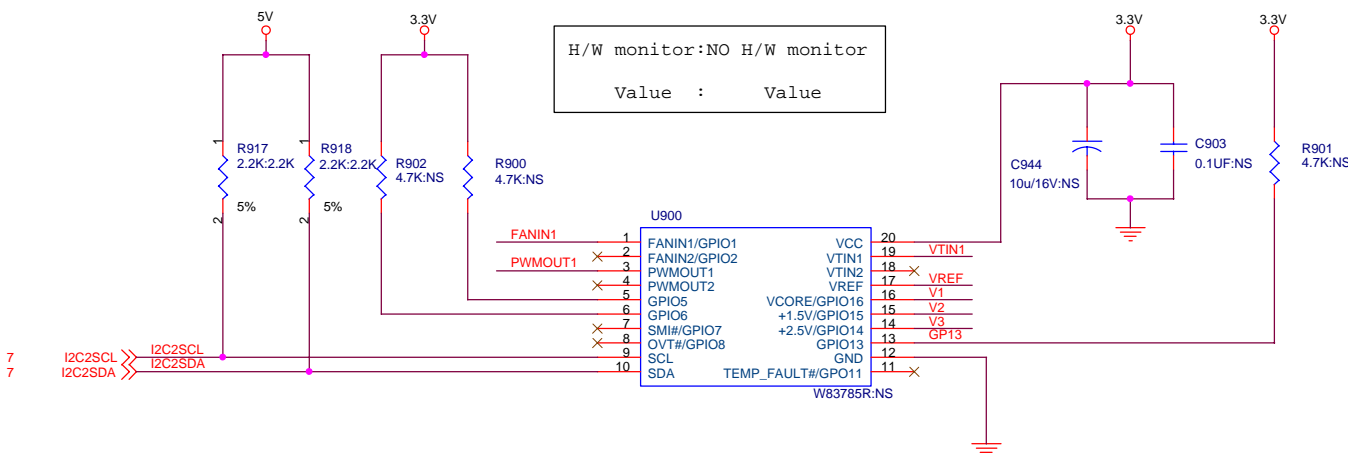 5V
3.3V
H/W monitor:NO H/W monitor
Value : Value
3.3V
3.3V
1
R917
2.2K:2.2K
5%
2
1
R918
2.2K:2.2K
5%
2
R902
4.7K:NS
R900
4.7K:NS
C944
10u/16V:NS
C903
0.1UF:NS
R901
4.7K:NS
U900
FANIN1 1 FANIN1/GPIO1 VCC 20
2 FANIN2/GPIO2 VTIN1 19 VTIN1
PWMOUT1 3 PWMOUT1 VTIN2 18
4 PWMOUT2 VREF 17 VREF
5 GPIO5 VCORE/GPIO16 16 V1
6 GPIO6 +1.5V/GPIO15 15 V2
7 SMI#/GPIO7 +2.5V/GPIO14 14 V3
8 OVT#/GPIO8 GPIO13 13 GP13
7 I2C2SCL I2C2SCL 9 SCL GND 12
7 I2C2SDA I2C2SDA 10 SDA TEMP_FAULT#/GPO11 11
W83785R:NS